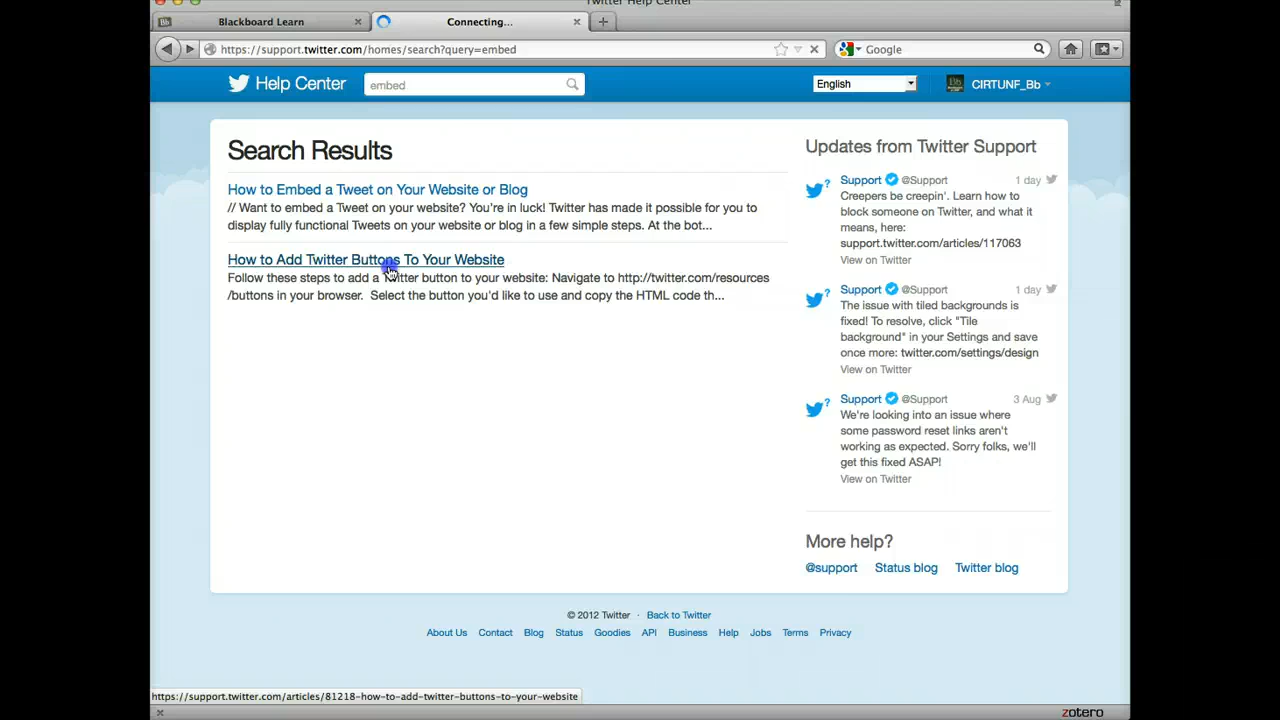 Twitter Help Center
Bb Blackboard Learn
Connecting...
https://support.twitter.com/homes/search?query=embed
Google
Help Center
embed
English
CIRTUNF_Bb
Search Results
How to Embed a Tweet on Your Website or Blog
// Want to embed a Tweet on your website? You're in luck! Twitter has made it possible for you to
display fully functional Tweets on your website or blog in a few simple steps. At the bot...
How to Add Twitter Buttons To Your Website
Follow these steps to add a Twitter button to your website: Navigate to http://twitter.com/resources
/buttons in your browser. Select the button you'd like to use and copy the HTML code th...
Updates from Twitter Support
Support @Support 1 day
Creepers be creepin'. Learn how to
block someone on Twitter, and what it
means, here:
support.twitter.com/articles/117063
View on Twitter
Support @Support 1 day
The issue with tiled backgrounds is
fixed! To resolve, click "Tile
background" in your Settings and save
once more: twitter.com/settings/design
View on Twitter
Support @Support 3 Aug
We're looking into an issue where
some password reset links aren't
working as expected. Sorry folks, we'll
get this fixed ASAP!
View on Twitter
More help?
@support Status blog Twitter blog
© 2012 Twitter · Back to Twitter
About Us Contact Blog Status Goodies API Business Help Jobs Terms Privacy
https://support.twitter.com/articles/81218-how-to-add-twitter-buttons-to-your-website
zotero